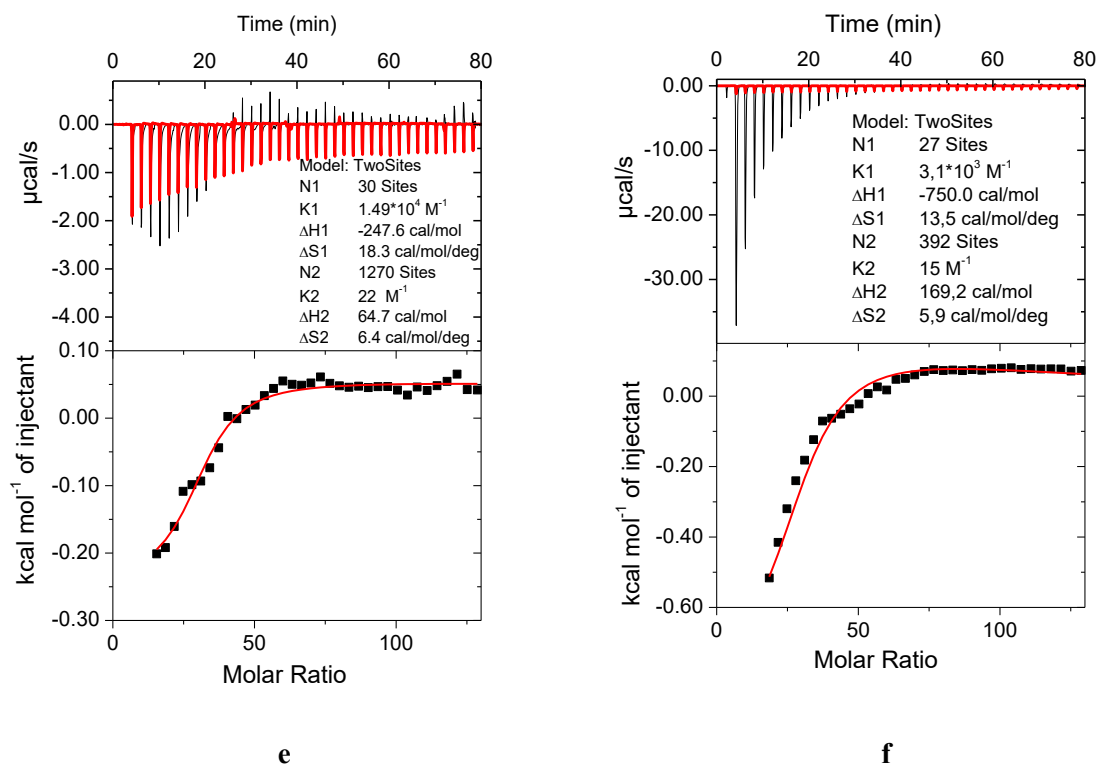 Time (min)
0 20 40 60 80
0.00
-1.00
-2.00
-3.00
-4.00
µcal/s
Model: TwoSites
N1 30 Sites
K1 1.49*10⁴ M⁻¹
ΔH1 -247.6 cal/mol
ΔS1 18.3 cal/mol/deg
N2 1270 Sites
K2 22 M⁻¹
ΔH2 64.7 cal/mol
ΔS2 6.4 cal/mol/deg
0.10
0.00
-0.10
-0.20
-0.30
kcal mol⁻¹ of injectant
0 50 100
Molar Ratio
e
Time (min)
0 20 40 60 80
0.00
-10.00
-20.00
-30.00
µcal/s
Model: TwoSites
N1 27 Sites
K1 3,1*10³ M⁻¹
ΔH1 -750.0 cal/mol
ΔS1 13,5 cal/mol/deg
N2 392 Sites
K2 15 M⁻¹
ΔH2 169,2 cal/mol
ΔS2 5,9 cal/mol/deg
0.00
-0.20
-0.40
-0.60
kcal mol⁻¹ of injectant
0 50 100
Molar Ratio
f